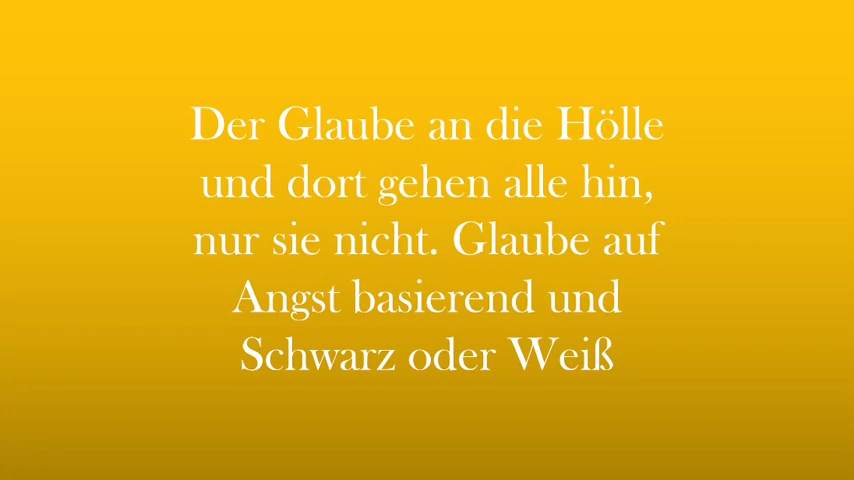 Der Glaube an die Hölle
und dort gehen alle hin,
nur sie nicht. Glaube auf
Angst basierend und
Schwarz oder Weiß